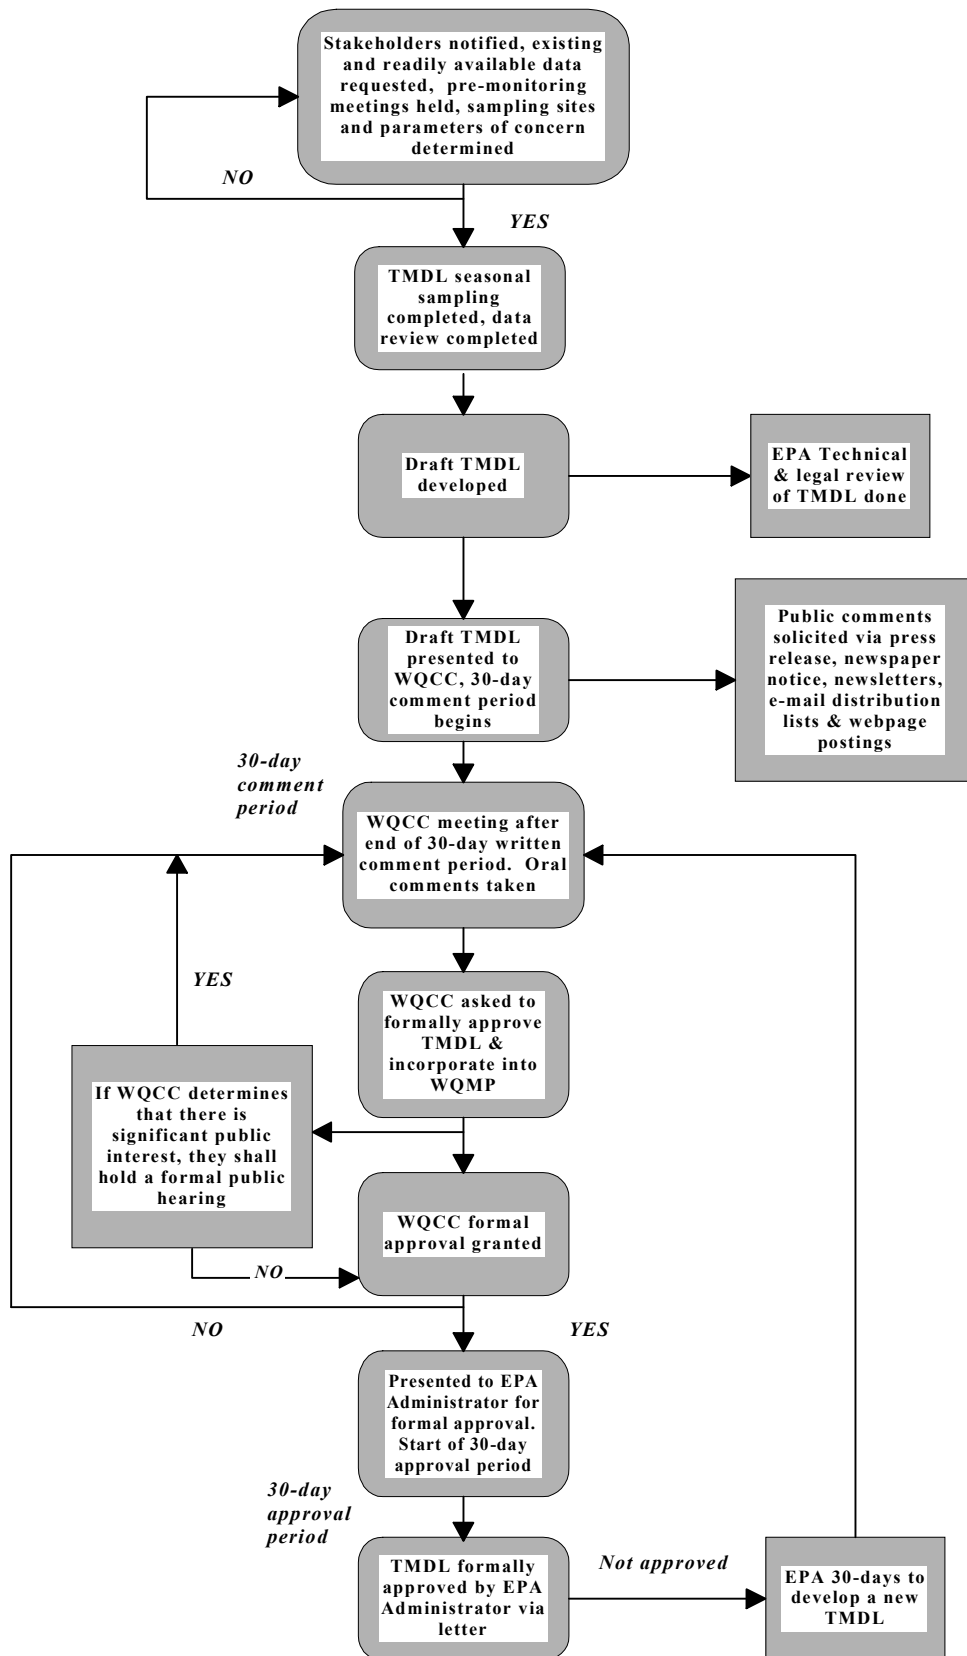 Stakeholders notified, existing
and readily available data
requested, pre-monitoring
meetings held, sampling sites
and parameters of concern
determined
NO
YES
TMDL seasonal
sampling
completed, data
review completed
Draft TMDL
developed
EPA Technical
& legal review
of TMDL done
Draft TMDL
presented to
WQCC, 30-day
comment period
begins
Public comments
solicited via press
release, newspaper
notice, newsletters,
e-mail distribution
lists & webpage
postings
30-day
comment
period
WQCC meeting after
end of 30-day written
comment period. Oral
comments taken
YES
WQCC asked to
formally approve
TMDL &
incorporate into
WQMP
If WQCC determines
that there is
significant public
interest, they shall
hold a formal public
hearing
WQCC formal
approval granted
NO
NO
YES
Presented to EPA
Administrator for
formal approval.
Start of 30-day
approval period
30-day
approval
period
TMDL formally
approved by EPA
Administrator via
letter
Not approved
EPA 30-days to
develop a new
TMDL